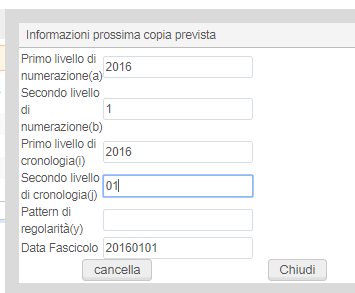 Informazioni prossima copia prevista
Primo livello di
numerazione(a) 2016
Secondo livello
di
numerazione(b) 1
Primo livello di
cronologia(i) 2016
Secondo livello
di cronologia(j) 01
Pattern di
regolarità(y)
Data Fascicolo 20160101
cancella Chiudi